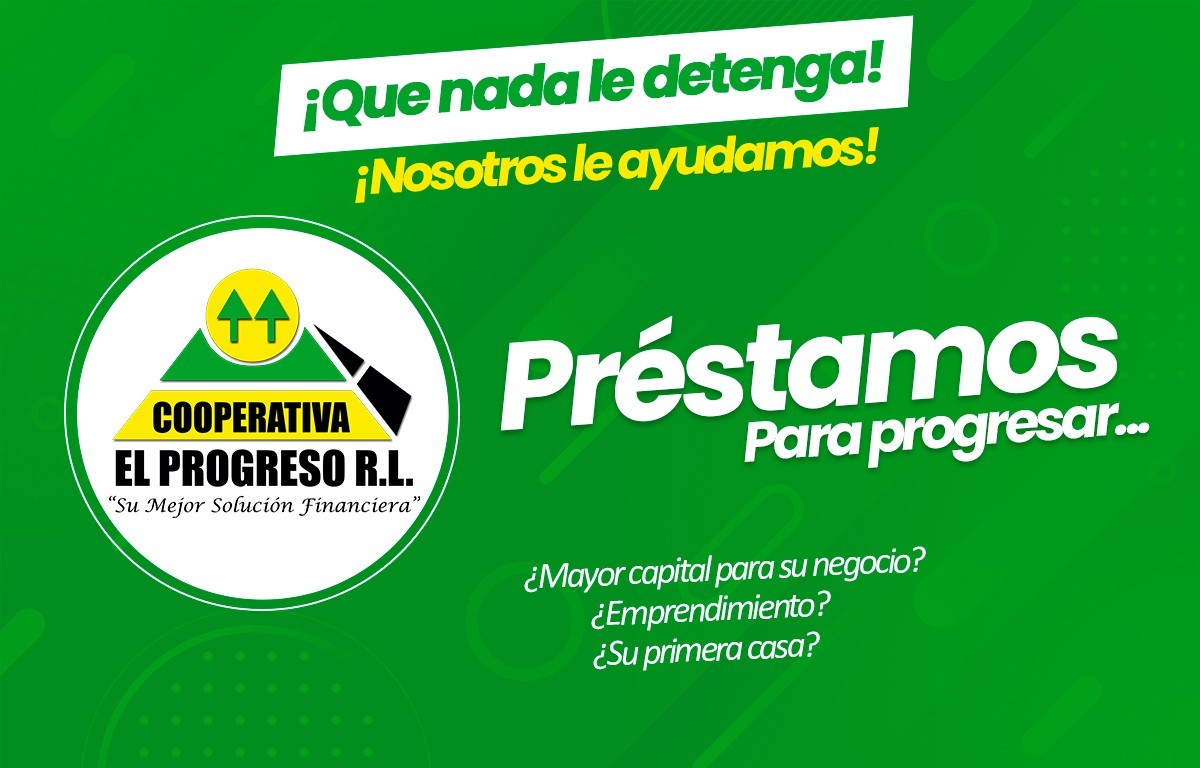 ¡Que nada le detenga!
¡Nosotros le ayudamos!
COOPERATIVA
EL PROGRESO R.L.
“Su Mejor Solución Financiera”
Préstamos
Para progresar...
¿Mayor capital para su negocio?
¿Emprendimiento?
¿Su primera casa?